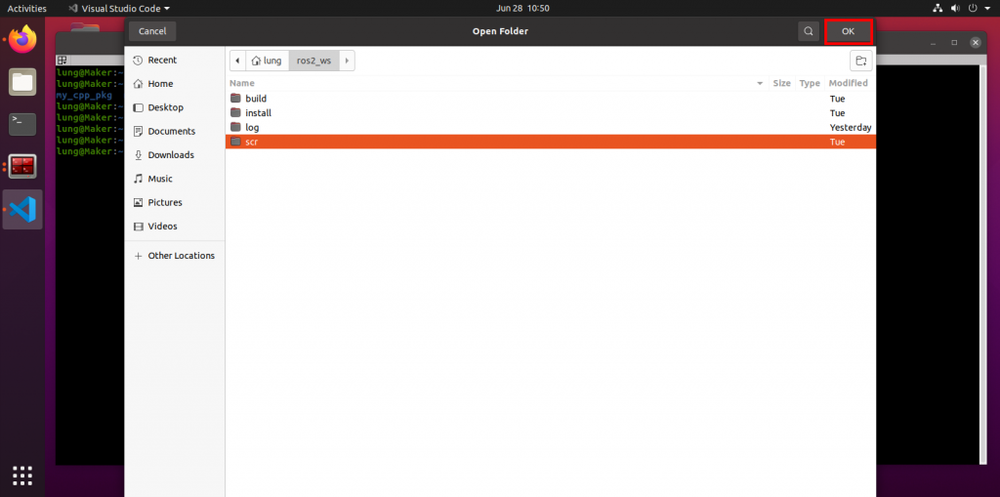 Activities Visual Studio Code Jun 28 10:50
Cancel Open Folder OK
Recent
Home
Desktop
Documents
Downloads
Music
Pictures
Videos
Other Locations
lung ros2_ws
Name Size Type Modified
build Tue
install Tue
log Yesterday
scr Tue
lung@Maker:~
lung@Maker:~
my_cpp_pkg
lung@Maker:~
lung@Maker:~
lung@Maker:~
lung@Maker:~
lung@Maker:~